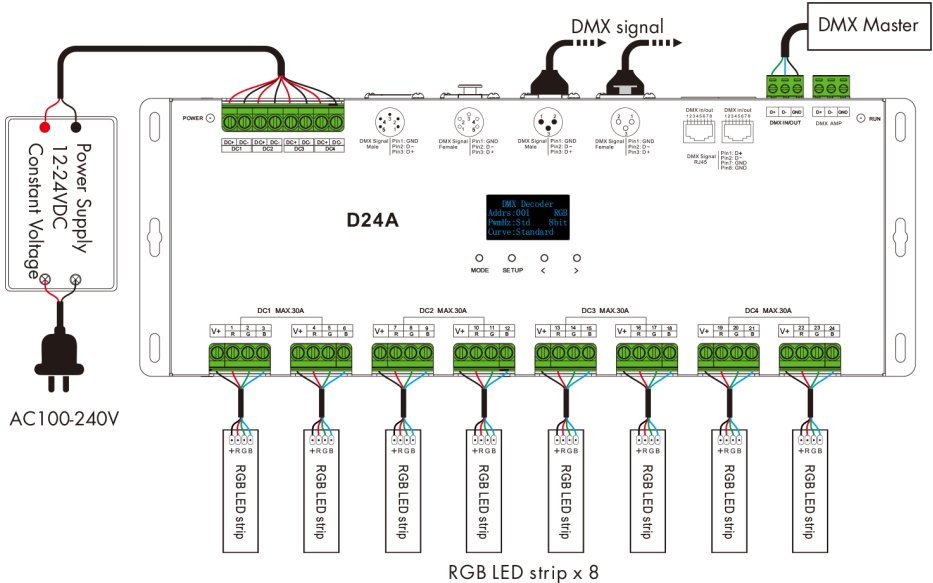 DMX signal
DMX Master
Power Supply
12-24VDC
Constant Voltage
AC100-240V
POWER
DC+ DC- DC+ DC- DC+ DC- DC+ DC-
DC1 DC2 DC3 DC4
DMX Signal
Male
Pin1: GND
Pin2: D-
Pin3: D+
DMX Signal
Female
Pin1: GND
Pin2: D-
Pin3: D+
1 2
3
DMX Signal
Male
Pin1: GND
Pin2: D-
Pin3: D+
2 1
3
DMX Signal
Female
Pin1: GND
Pin2: D-
Pin3: D+
DMX in/out
12345678
DMX in/out
12345678
DMX Signal
RJ45
Pin1: D+
Pin2: D-
Pin7: GND
Pin8: GND
D+ D- GND
DMX IN/OUT
D+ D- GND
DMX AMP
RUN
D24A
DMX Decoder
Addrs:001 RGB
PwmHz:Std 8bit
Curve:Standard
MODE SETUP < >
DC1 MAX.30A
DC2 MAX.30A
DC3 MAX.30A
DC4 MAX.30A
V+ 1 2 3 V+ 4 5 6 V+ 7 8 9 V+ 10 11 12 V+ 13 14 15 V+ 16 17 18 V+ 19 20 21 V+ 22 23 24
R G B R G B R G B R G B R G B R G B R G B R G B
+RGB +RGB +RGB +RGB +RGB +RGB +RGB +RGB
RGB LED strip
RGB LED strip
RGB LED strip
RGB LED strip
RGB LED strip
RGB LED strip
RGB LED strip
RGB LED strip
RGB LED strip x 8